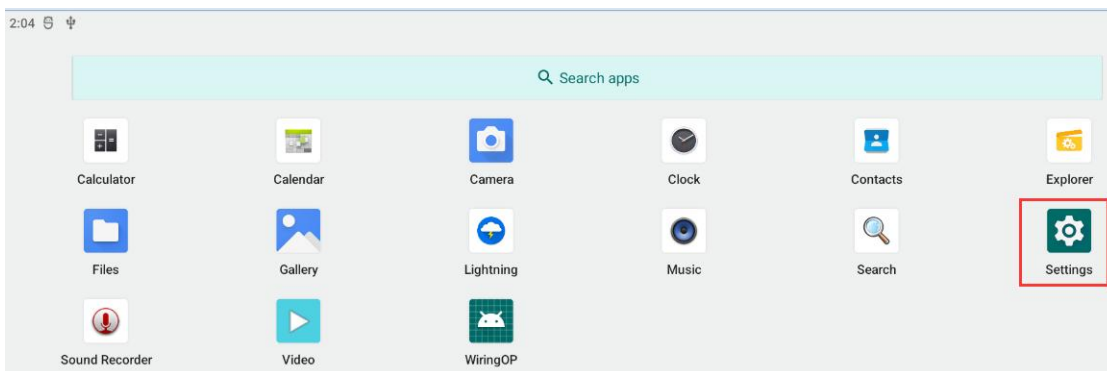 2:04
Search apps
Calculator Calendar Camera Clock Contacts Explorer
Files Gallery Lightning Music Search Settings
Sound Recorder Video WiringOP